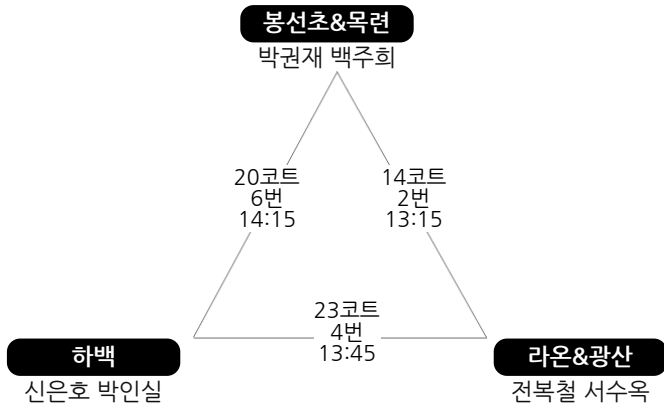 봉선초&목련
박권재 백주희
20코트
6번
14:15
14코트
2번
13:15
23코트
4번
13:45
하백
신은호 박인실
라온&광산
전복철 서수옥